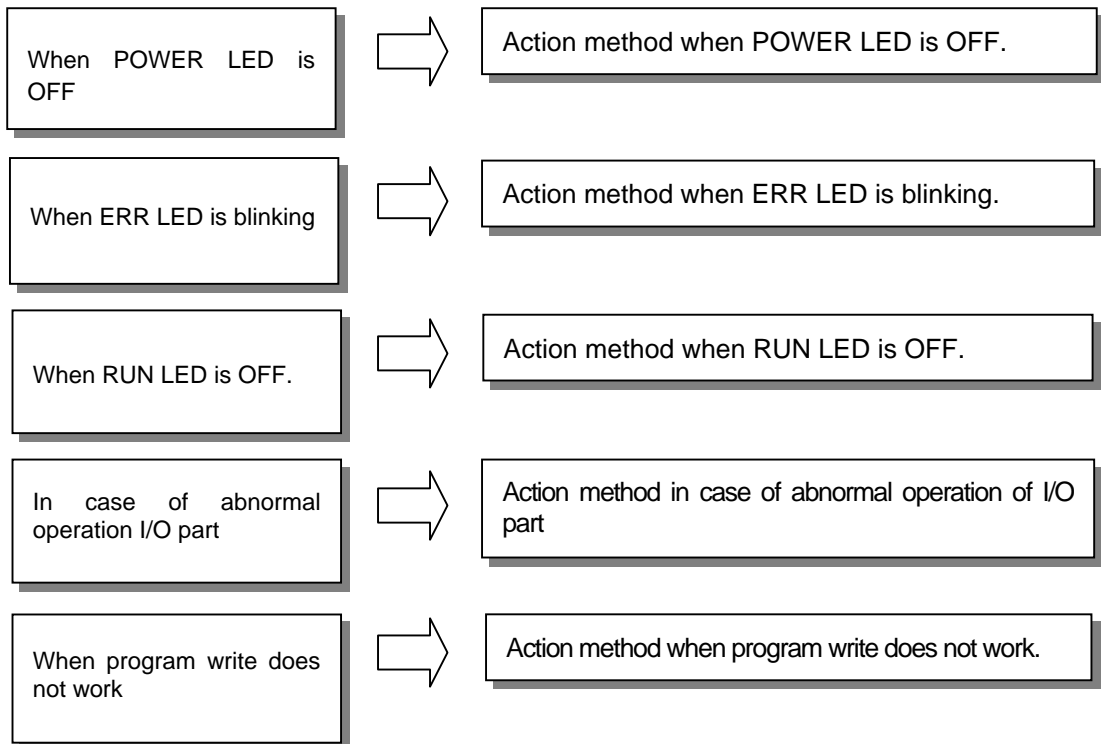 When POWER LED is
OFF
Action method when POWER LED is OFF.
When ERR LED is blinking
Action method when ERR LED is blinking.
When RUN LED is OFF.
Action method when RUN LED is OFF.
In case of abnormal
operation I/O part
Action method in case of abnormal operation of I/O
part
When program write does
not work
Action method when program write does not work.